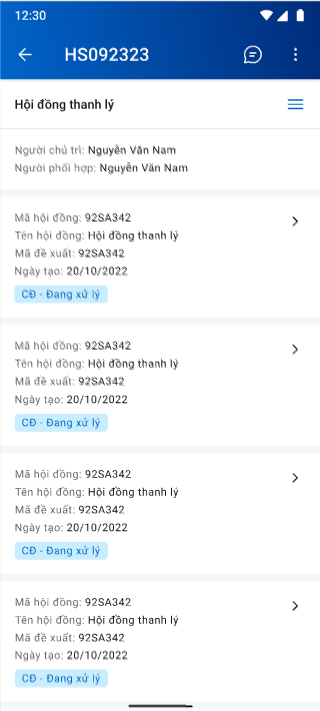 12:30
HS092323
Hội đồng thanh lý
Người chủ trì: Nguyễn Văn Nam
Người phối hợp: Nguyễn Văn Nam
Mã hội đồng: 92SA342
Tên hội đồng: Hội đồng thanh lý
Mã đề xuất: 92SA342
Ngày tạo: 20/10/2022
CĐ - Đang xử lý
Mã hội đồng: 92SA342
Tên hội đồng: Hội đồng thanh lý
Mã đề xuất: 92SA342
Ngày tạo: 20/10/2022
CĐ - Đang xử lý
Mã hội đồng: 92SA342
Tên hội đồng: Hội đồng thanh lý
Mã đề xuất: 92SA342
Ngày tạo: 20/10/2022
CĐ - Đang xử lý
Mã hội đồng: 92SA342
Tên hội đồng: Hội đồng thanh lý
Mã đề xuất: 92SA342
Ngày tạo: 20/10/2022
CĐ - Đang xử lý